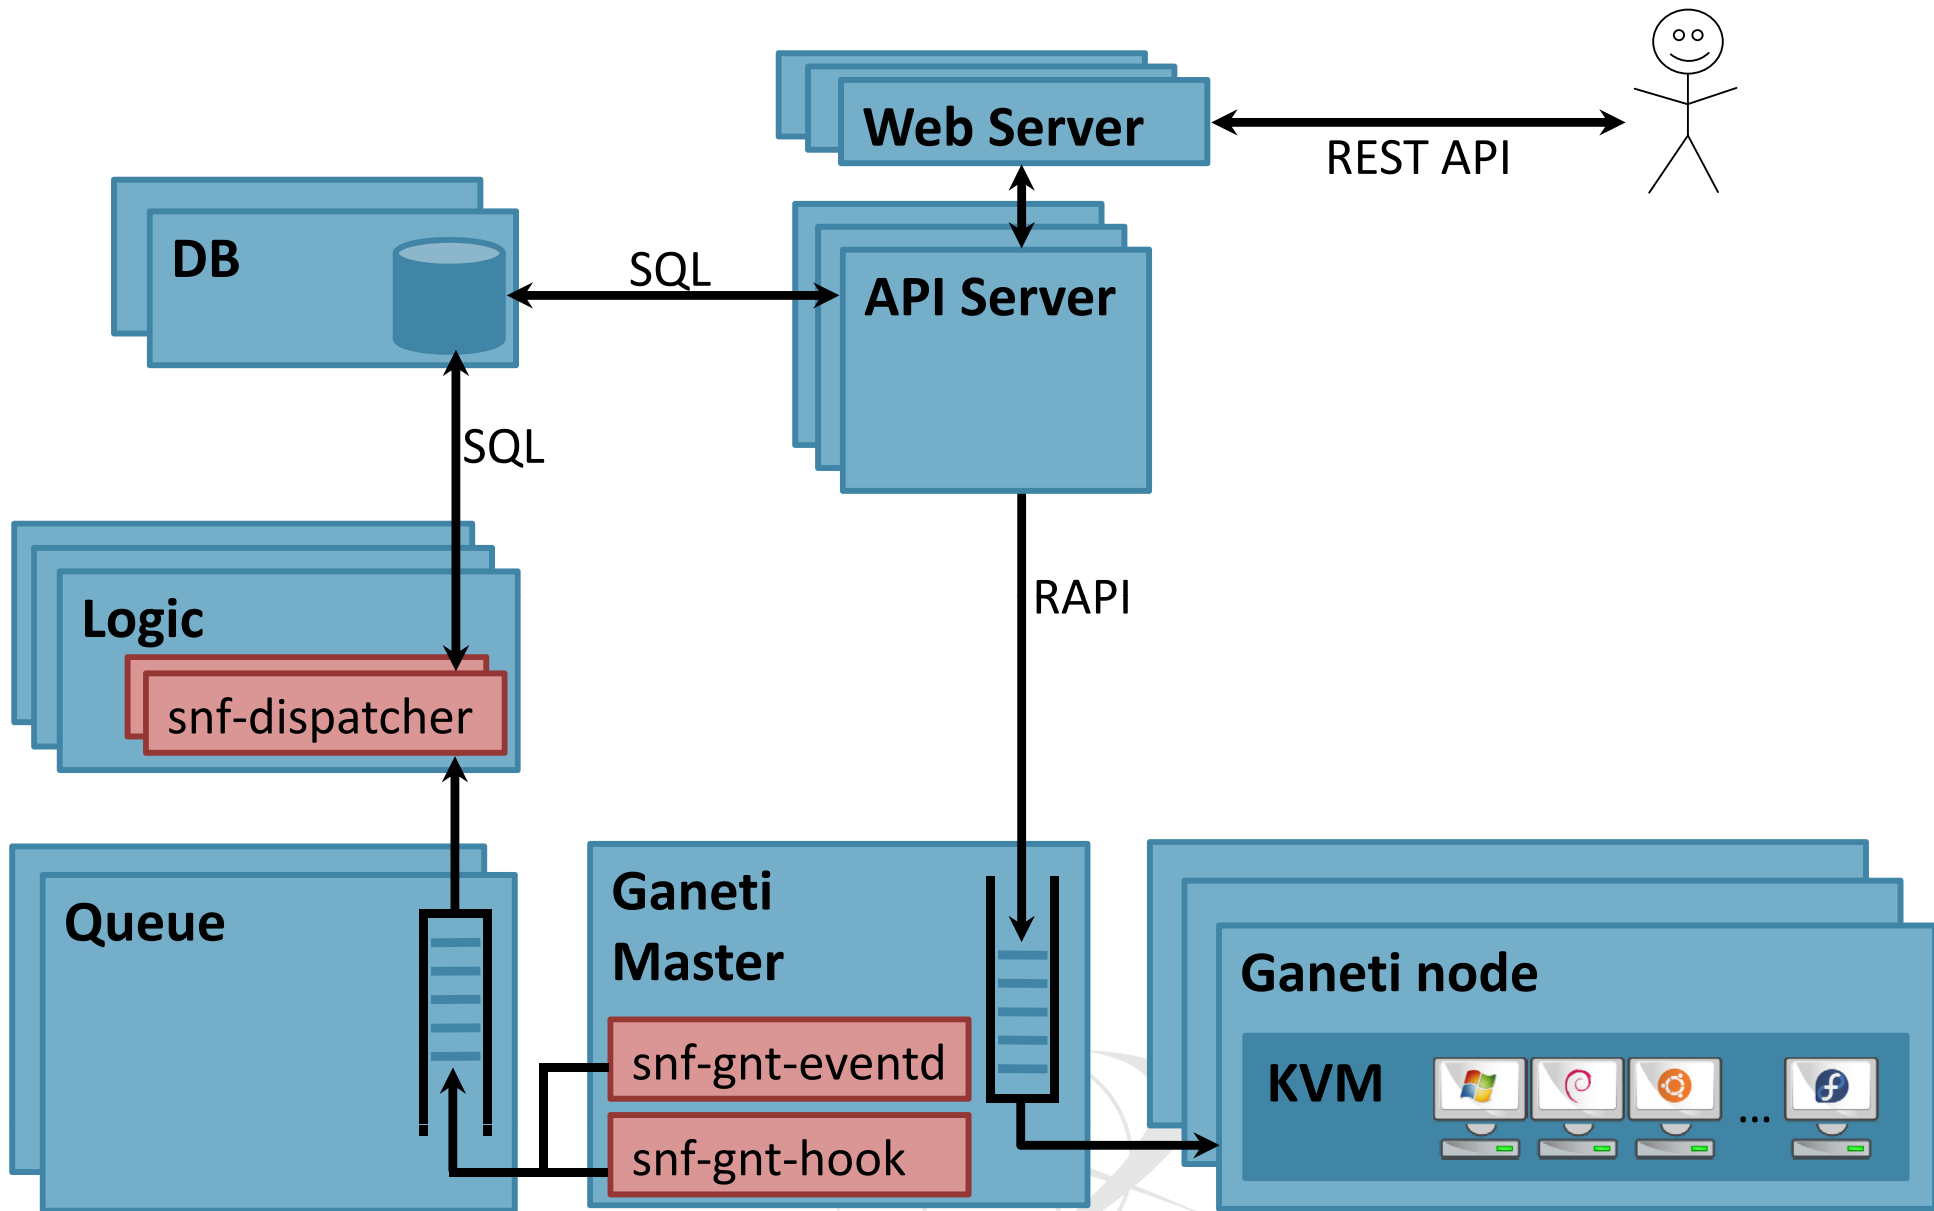 Web Server
REST API
DB
SQL
API Server
SQL
Logic
RAPI
snf-dispatcher
Queue
Ganeti
Master
Ganeti node
snf-gnt-eventd
KVM
...
snf-gnt-hook